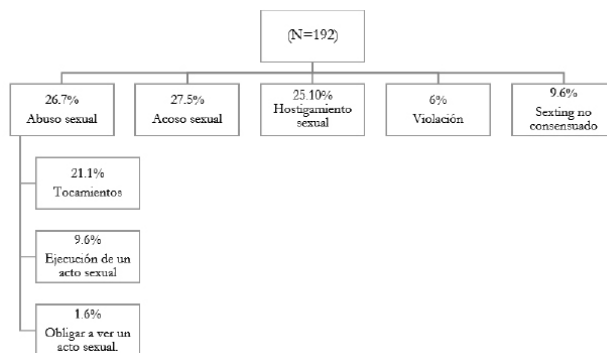 (N=192)
26.7%
Abuso sexual
27.5%
Acoso sexual
25.10%
Hostigamiento
sexual
6%
Violación
9.6%
Sexting no
consensuado
21.1%
Tocamientos
9.6%
Ejecución de un
acto sexual
1.6%
Obligar a ver un
acto sexual.